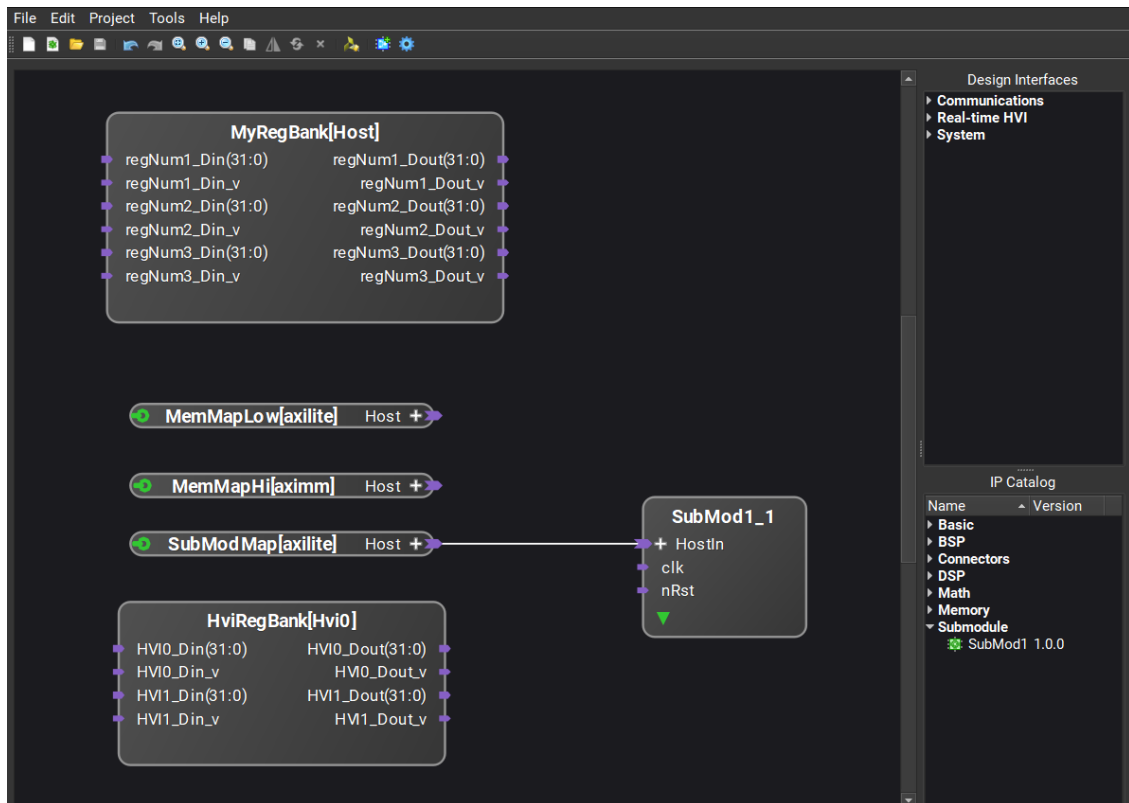 File Edit Project Tools Help
MyRegBank[Host]
regNum1_Din(31:0) regNum1_Dout(31:0)
regNum1_Din_v regNum1_Dout_v
regNum2_Din(31:0) regNum2_Dout(31:0)
regNum2_Din_v regNum2_Dout_v
regNum3_Din(31:0) regNum3_Dout(31:0)
regNum3_Din_v regNum3_Dout_v
MemMapLow[axilite] Host +
MemMapHi[aximm] Host +
SubModMap[axilite] Host +
SubMod1_1
+ HostIn
clk
nRst
HviRegBank[Hvi0]
HVI0_Din(31:0) HVI0_Dout(31:0)
HVI0_Din_v HVI0_Dout_v
HVI1_Din(31:0) HVI1_Dout(31:0)
HVI1_Din_v HVI1_Dout_v
Design Interfaces
Communications
Real-time HVI
System
IP Catalog
Name Version
Basic
BSP
Connectors
DSP
Math
Memory
Submodule
SubMod1 1.0.0